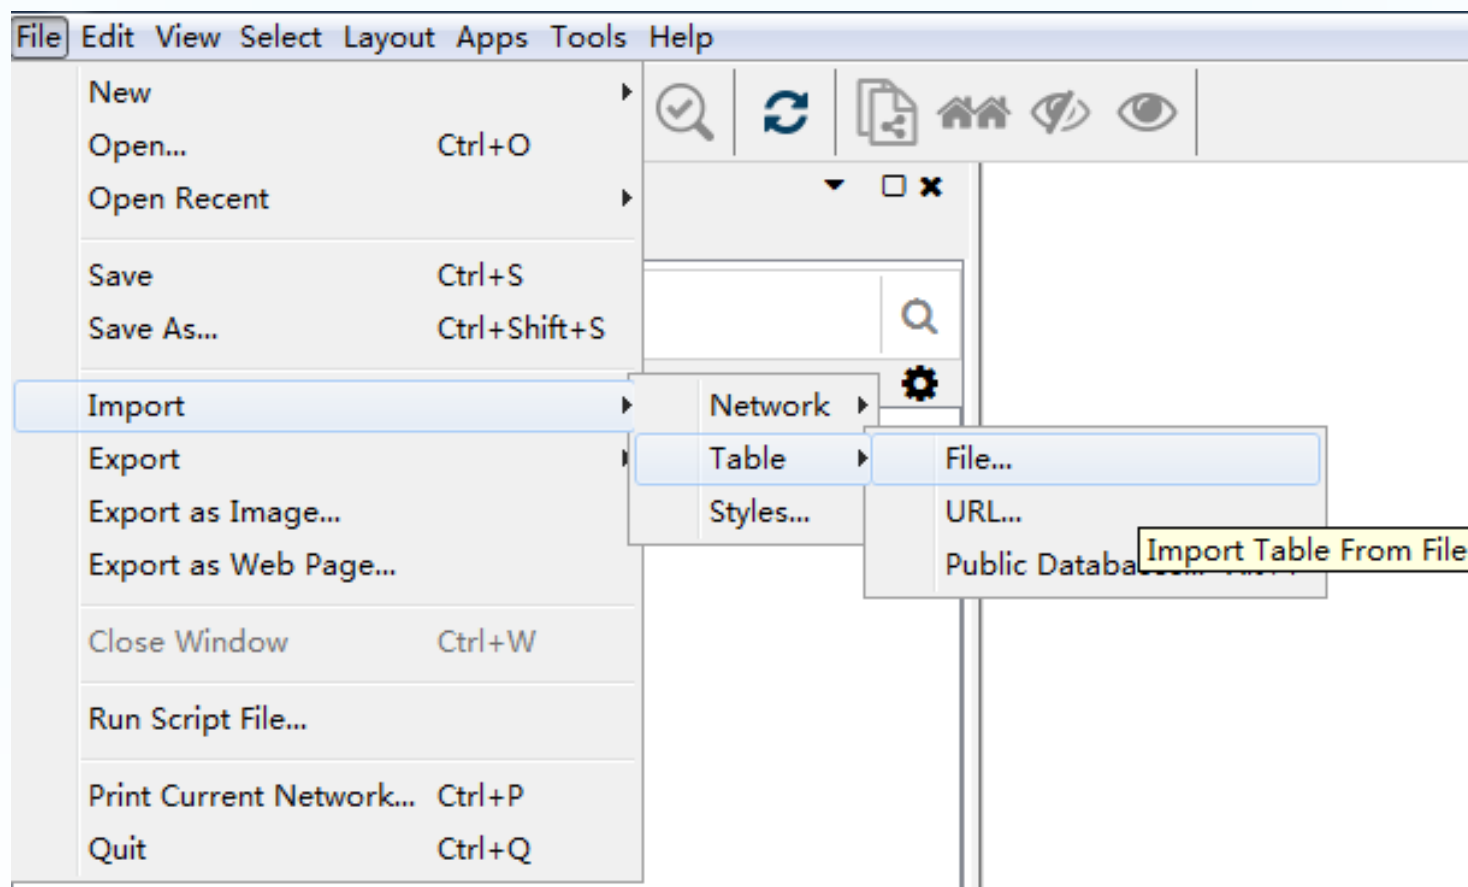 File Edit View Select Layout Apps Tools Help
New
Open... Ctrl+O
Open Recent
Save Ctrl+S
Save As... Ctrl+Shift+S
Import
Export
Export as Image...
Export as Web Page...
Close Window Ctrl+W
Run Script File...
Print Current Network... Ctrl+P
Quit Ctrl+Q
Network
Table
Styles...
File...
URL...
Public
Import Table From File